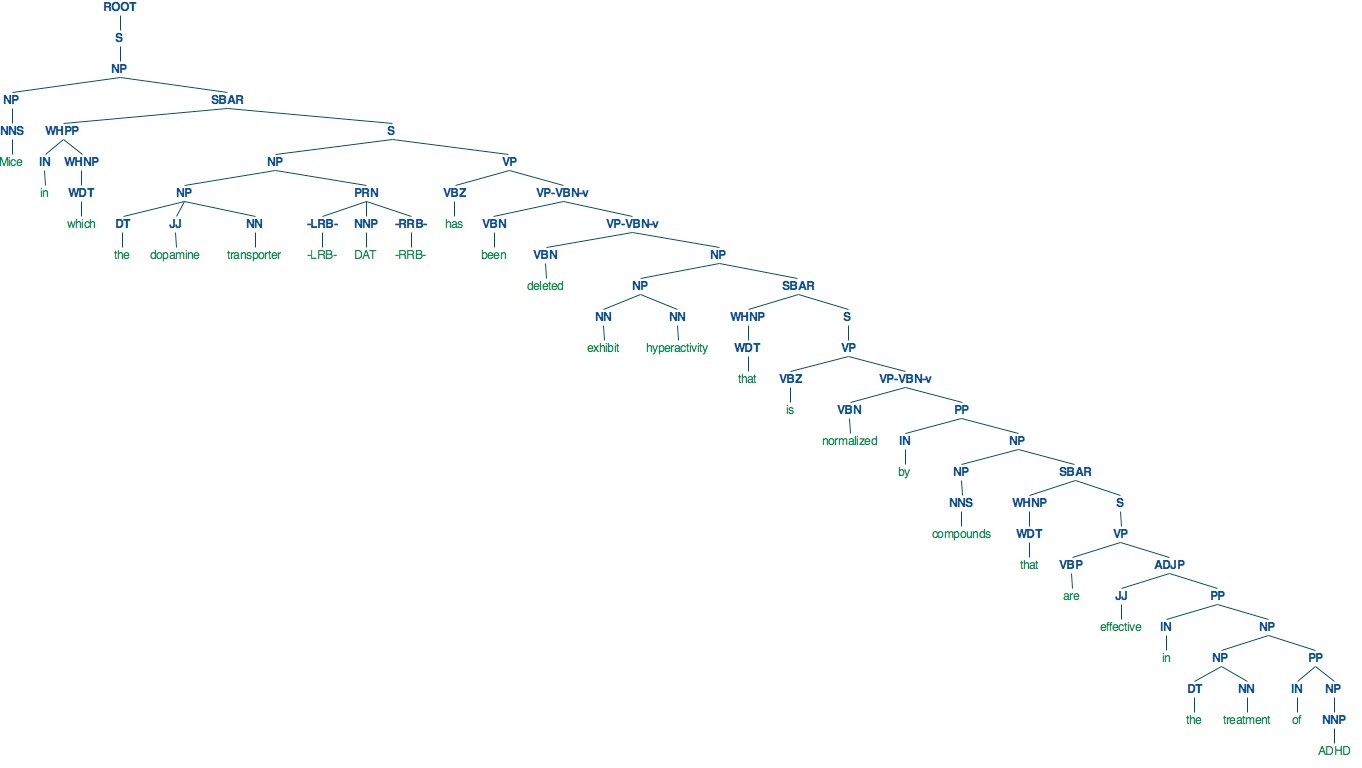 ROOT
S
NP
NP SBAR
NNS WHPP S
Mice IN WHNP NP VP
in WDT NP PRN VBZ VP-VBN-v
which DT JJ NN -LRB- NNP -RRB- has VBN VP-VBN-v
the dopamine transporter -LRB- DAT -RRB- been VBN NP
deleted NP SBAR
NN NN WHNP S
exhibit hyperactivity WDT VP
that VBZ VP-VBN-v
is VBN PP
normalized IN NP
by NP SBAR
NNS WHNP S
compounds WDT VP
that VBP ADJP
are JJ PP
effective IN NP
in NP PP
DT NN IN NP
the treatment of NNP
ADHD